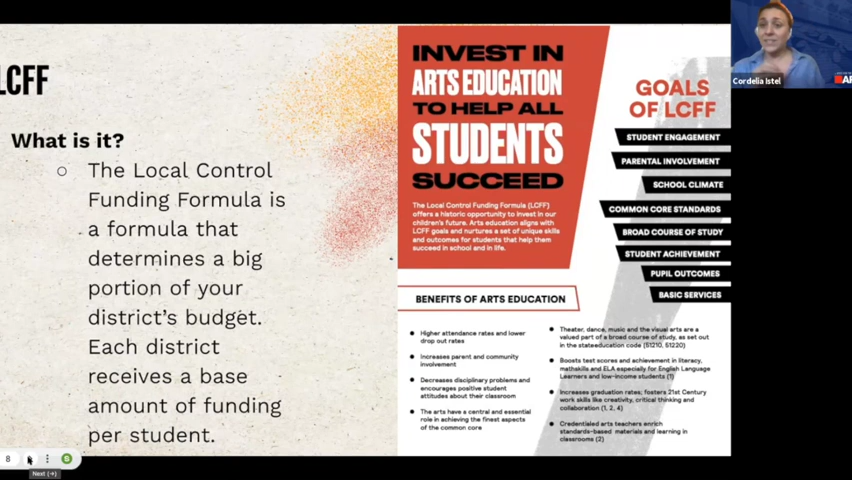 LCFF
What is it?
○ The Local Control
Funding Formula is
a formula that
determines a big
portion of your
district's budget.
Each district
receives a base
amount of funding
per student.
INVEST IN
ARTS EDUCATION
TO HELP ALL
STUDENTS
SUCCEED
The Local Control Funding Formula (LCFF)
offers a historic opportunity to invest in our
children's future. Arts education aligns with
LCFF goals and nurtures a set of unique skills
and outcomes for students that help them
succeed in school and in life.
GOALS
OF LCFF
STUDENT ENGAGEMENT
PARENTAL INVOLVEMENT
SCHOOL CLIMATE
COMMON CORE STANDARDS
BROAD COURSE OF STUDY
STUDENT ACHIEVEMENT
PUPIL OUTCOMES
BASIC SERVICES
BENEFITS OF ARTS EDUCATION
● Higher attendance rates and lower
drop out rates
● Increases parent and community
involvement
● Decreases disciplinary problems and
encourages positive student
attitudes about their classroom
● The arts have a central and essential
role in achieving the finest aspects
of the common core
● Theater, dance, music and the visual arts are a
valued part of a broad course of study, as set out
in the stateeducation code (51210, 51220)
● Boosts test scores and achievement in literacy,
mathskills and ELA especially for English Language
Learners and low-income students (1)
● Increases graduation rates; fosters 21st Century
work skills like creativity, critical thinking and
collaboration (1, 2, 4)
● Credentialed arts teachers enrich
standards-based materials and learning in
classrooms (2)
Cordelia Istel
AR
8
Next (→)